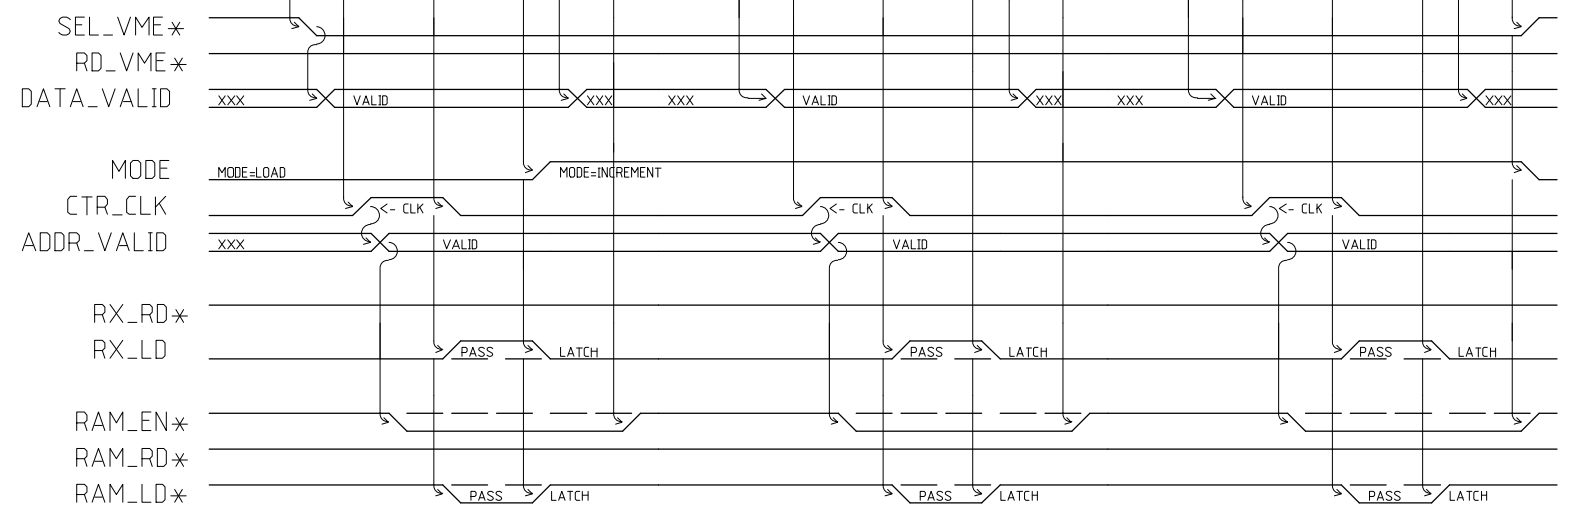 SEL_VME*
RD_VME*
DATA_VALID XXX VALID XXX XXX VALID XXX XXX VALID XXX
MODE MODE=LOAD MODE=INCREMENT
CTR_CLK <- CLK <- CLK <- CLK
ADDR_VALID XXX VALID VALID VALID
RX_RD*
RX_LD PASS LATCH PASS LATCH PASS LATCH
RAM_EN*
RAM_RD*
RAM_LD* PASS LATCH PASS LATCH PASS LATCH